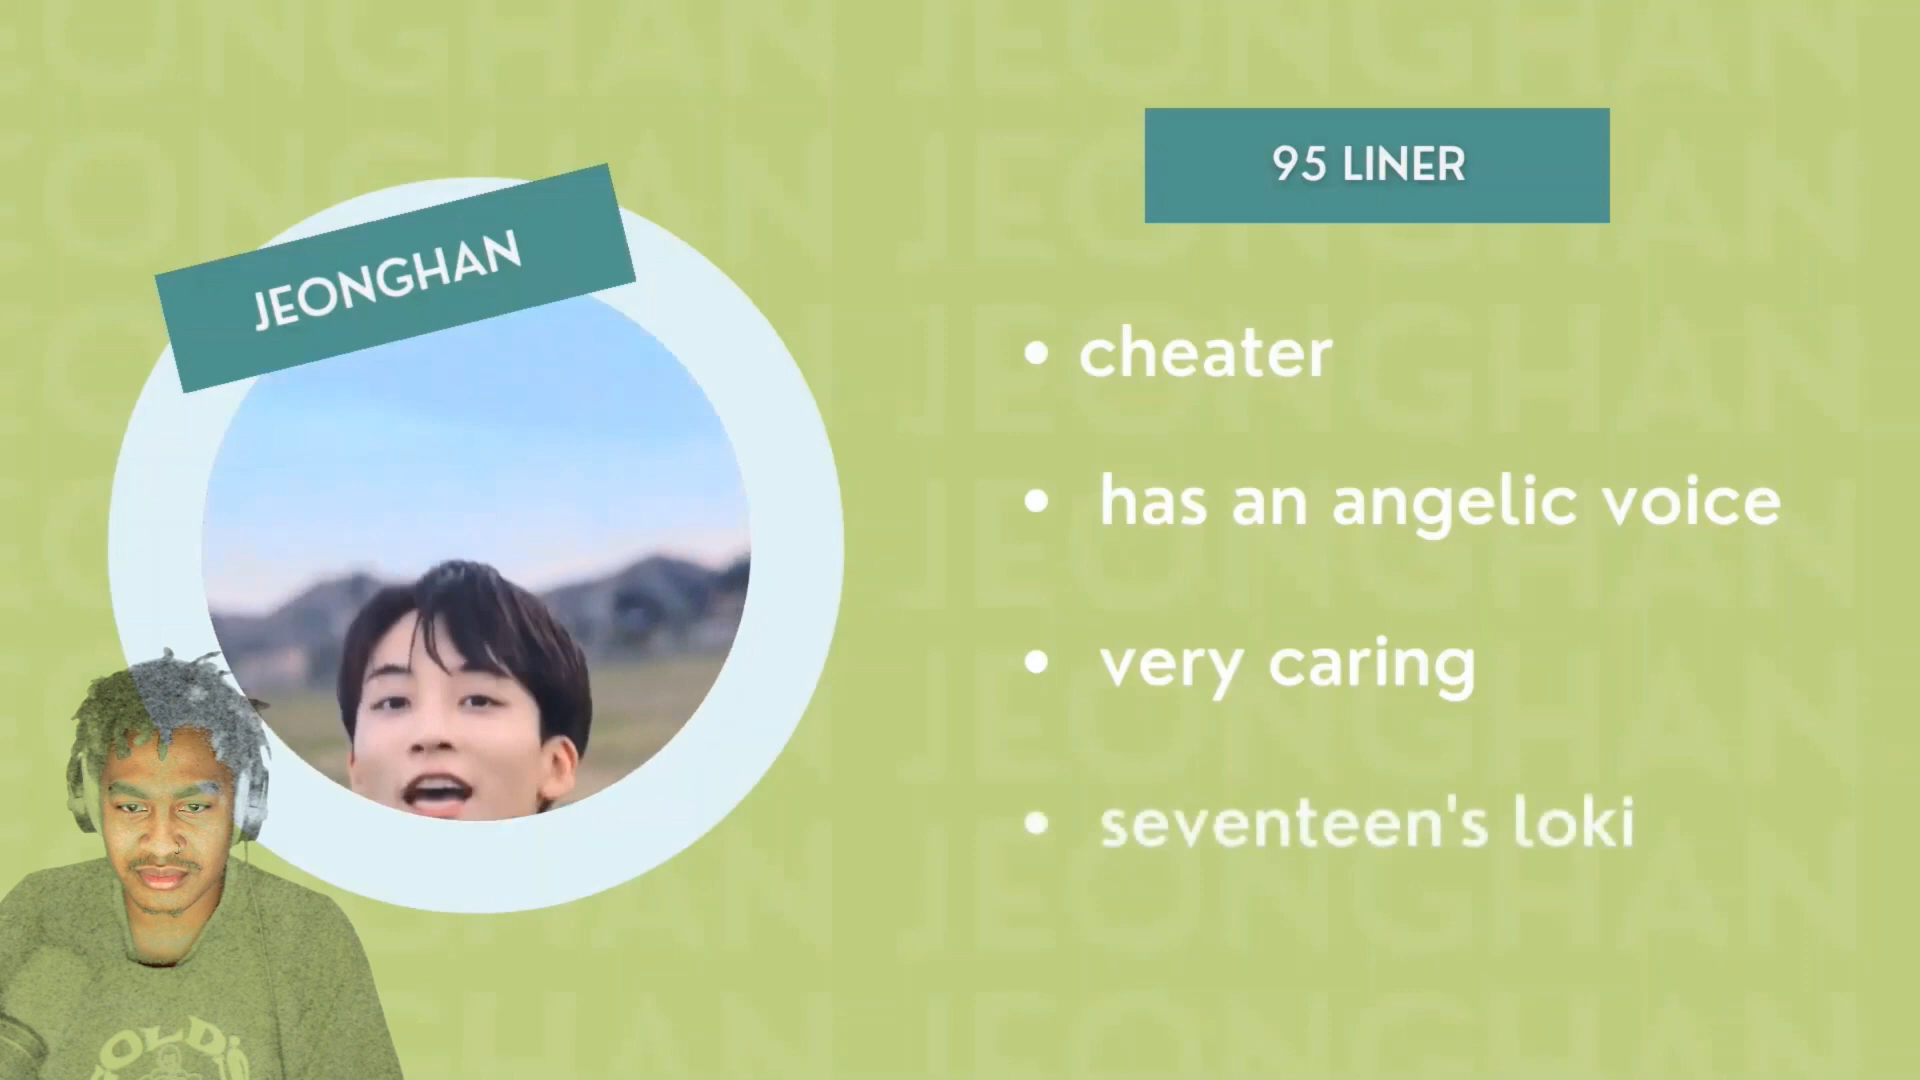 JEONGHAN
95 LINER
• cheater
• has an angelic voice
• very caring
• seventeen's loki